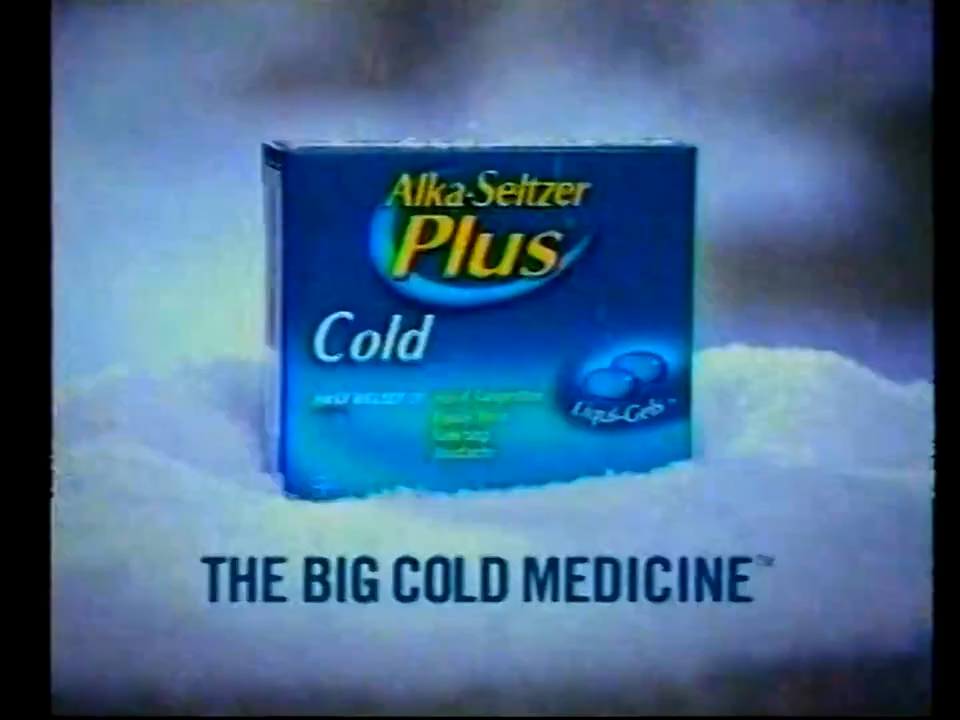 Alka-Seltzer
Plus
Cold
Liqui-Gels™
THE BIG COLD MEDICINE™